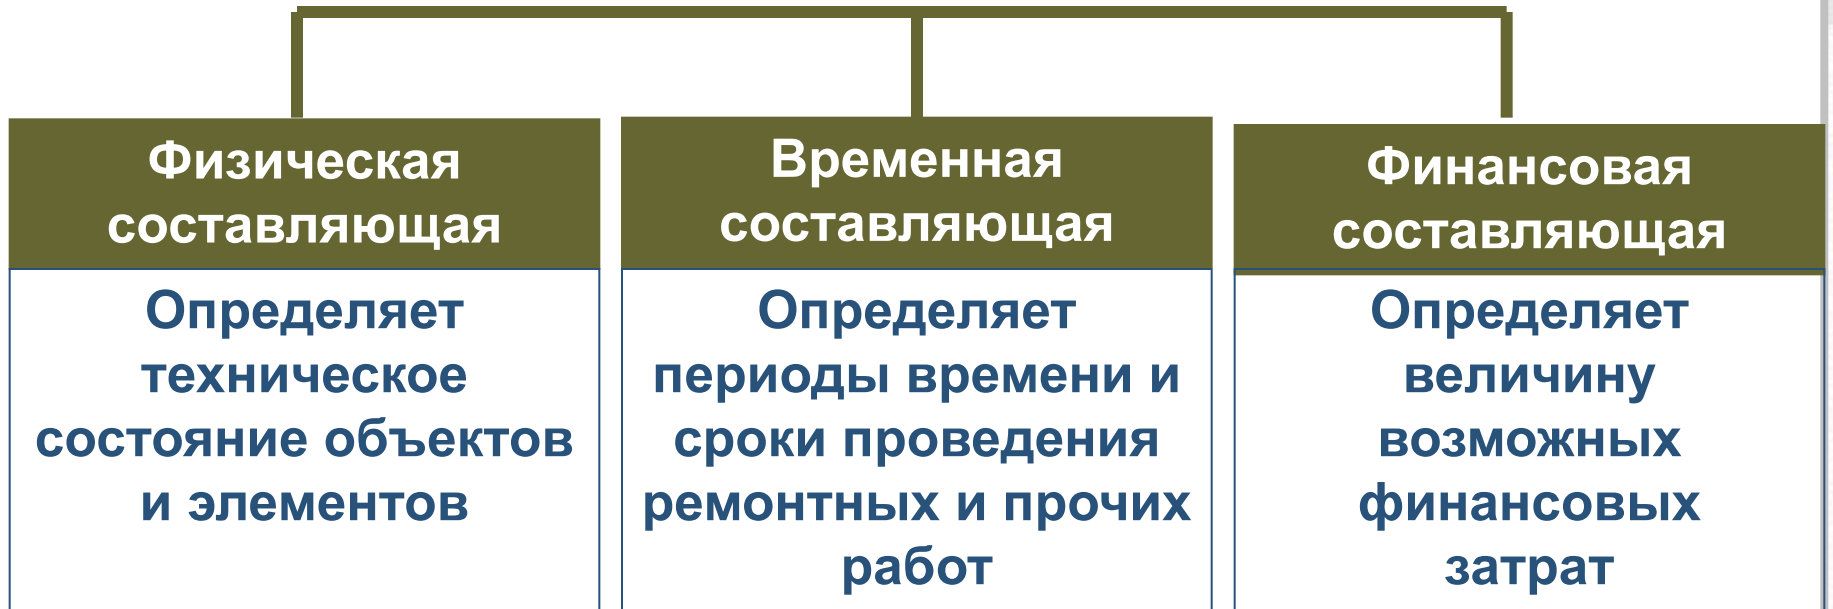 Физическая
составляющая
Определяет
техническое
состояние объектов
и элементов
Временная
составляющая
Определяет
периоды времени и
сроки проведения
ремонтных и прочих
работ
Финансовая
составляющая
Определяет
величину
возможных
финансовых
затрат